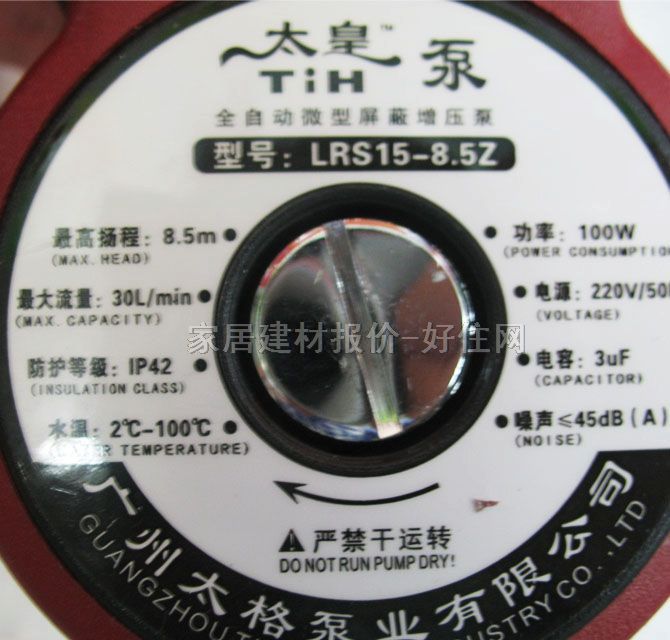 太皇™ 泵
TiH
全自动微型屏蔽增压泵
型号: LRS15-8.5Z
最高扬程: 8.5m
(MAX. HEAD)
最大流量: 30L/min
(MAX. CAPACITY)
防护等级: IP42
(INSULATION CLASS)
水温: 2℃-100℃
TEMPERATURE)
功率: 100W
(POWER CONSUMPTION
电源: 220V/50
(VOLTAGE)
电容: 3uF
(CAPACITOR)
噪声≤45dB (A)
(NOISE)
家居建材报价-好住网
严禁干运转
DO NOT RUN PUMP DRY!
广州太格泵业有限公司
GUANGZHOU CO.,LTD